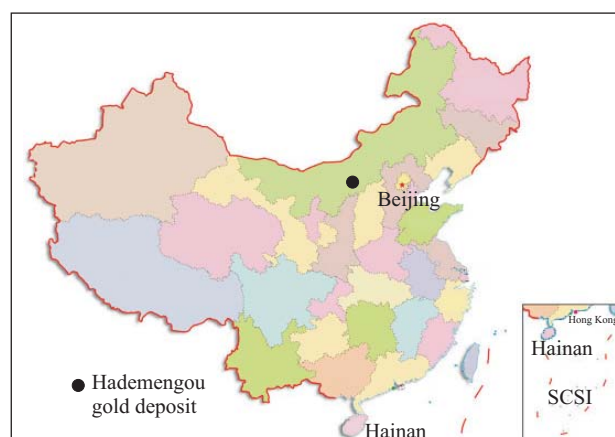 Beijing
Hademengou
gold deposit
Hainan
Hong Kong
Hainan
SCSI